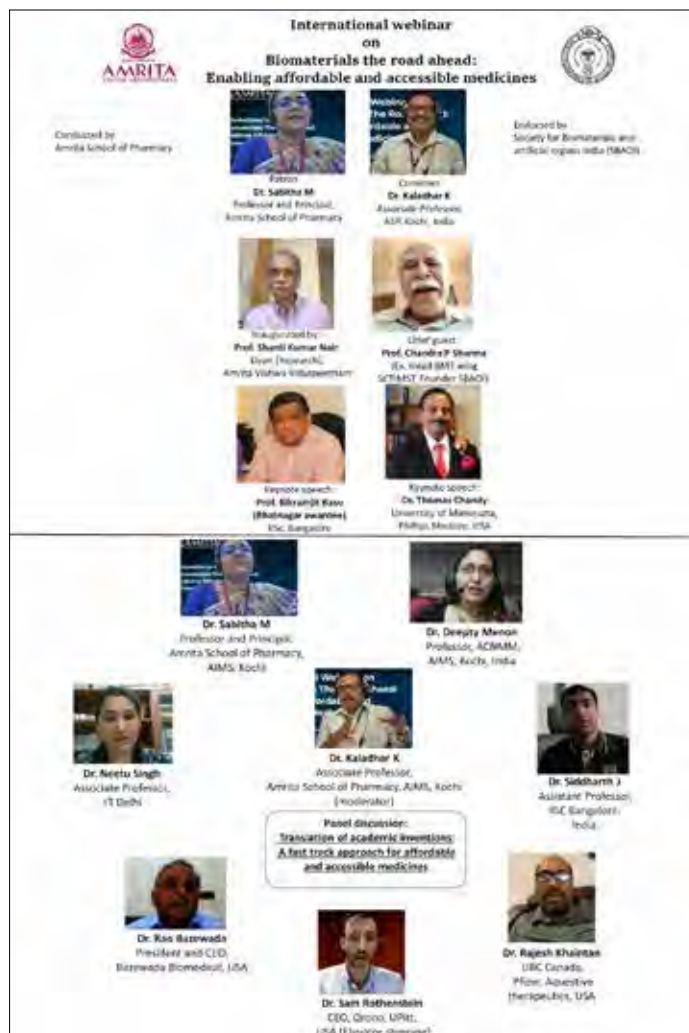 International webinar
on
Biomaterials the road ahead:
Enabling affordable and accessible medicines
AMRITA
Conducted by
Amrita School of Pharmacy
Endorsed by
Society for Biomaterials and
artificial organs India (SBAOI)
Patron
Dr. Sabitha M
Professor and Principal,
Amrita School of Pharmacy
Convener
Dr. Kaladhar K
Associate Professor,
ASP, Kochi, India
Inaugurated by:
Prof. Shanti Kumar Nair
Dean (Research),
Amrita Vishwa Vidyapeetham
Chief guest:
Prof. Chandra P Sharma
(Ex. Head BMT wing
SCTIMST Founder SBAOI)
Keynote speech:
Prof. Bikramjit Basu
(Bhatnagar awardee)
IISc, Bangalore
Keynote speech:
Dr. Thomas Chandy
University of Minnesota,
Phillips Medisize, USA
Dr. Sabitha M
Professor and Principal,
Amrita School of Pharmacy,
AIMS, Kochi
Dr. Deepty Menon
Professor, ACNMM,
AIMS, Kochi, India
Dr. Neetu Singh
Associate Professor,
IIT Delhi
Dr. Kaladhar K
Associate Professor,
Amrita School of Pharmacy, AIMS, Kochi
(moderator)
Dr. Siddharth J
Assistant Professor,
IISC Bangalore,
India
Panel discussion:
Translation of academic inventions:
A fast track approach for affordable
and accessible medicines
Dr. Rao Bezwada
President and CEO,
Bezwada Biomedical, USA
Dr. Sam Rothenstein
CEO, Qrono, UPitt,
USA
Dr. Rajesh Khaintan
UBC Canada,
Pfizer, Aquestive
therapeutics, USA